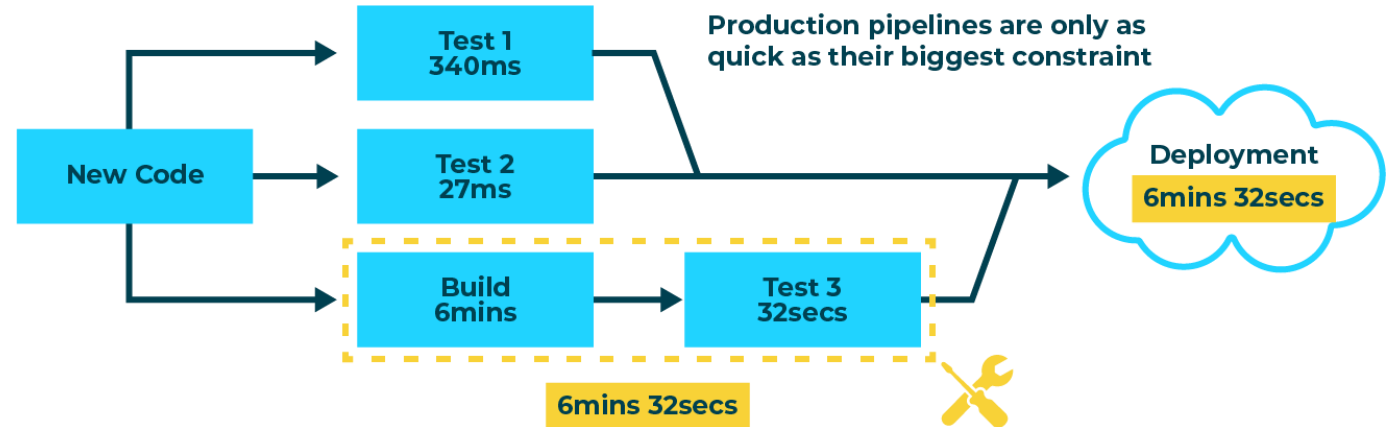 Production pipelines are only as
quick as their biggest constraint
New Code
Test 1
340ms
Test 2
27ms
Build
6mins
Test 3
32secs
6mins 32secs
Deployment
6mins 32secs